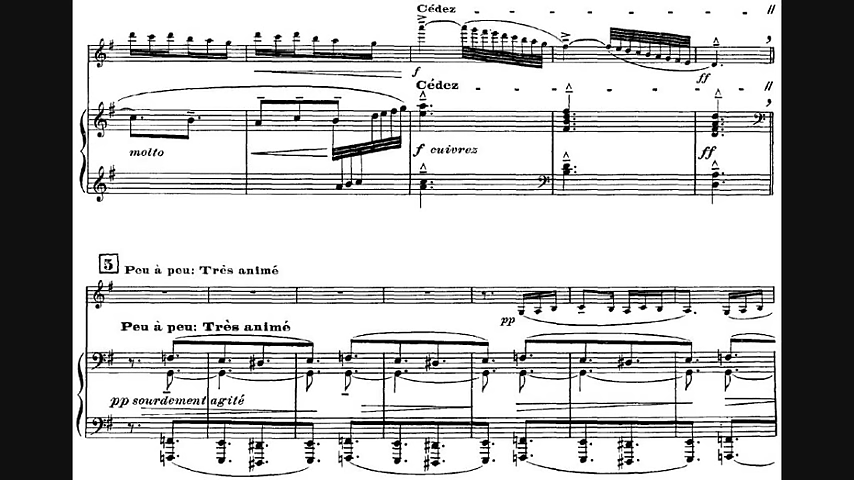 Cédez
f
ff
Cédez
molto
f cuivrez
ff
5 Peu à peu: Très animé
pp
Peu à peu: Très animé
pp sourdement agité